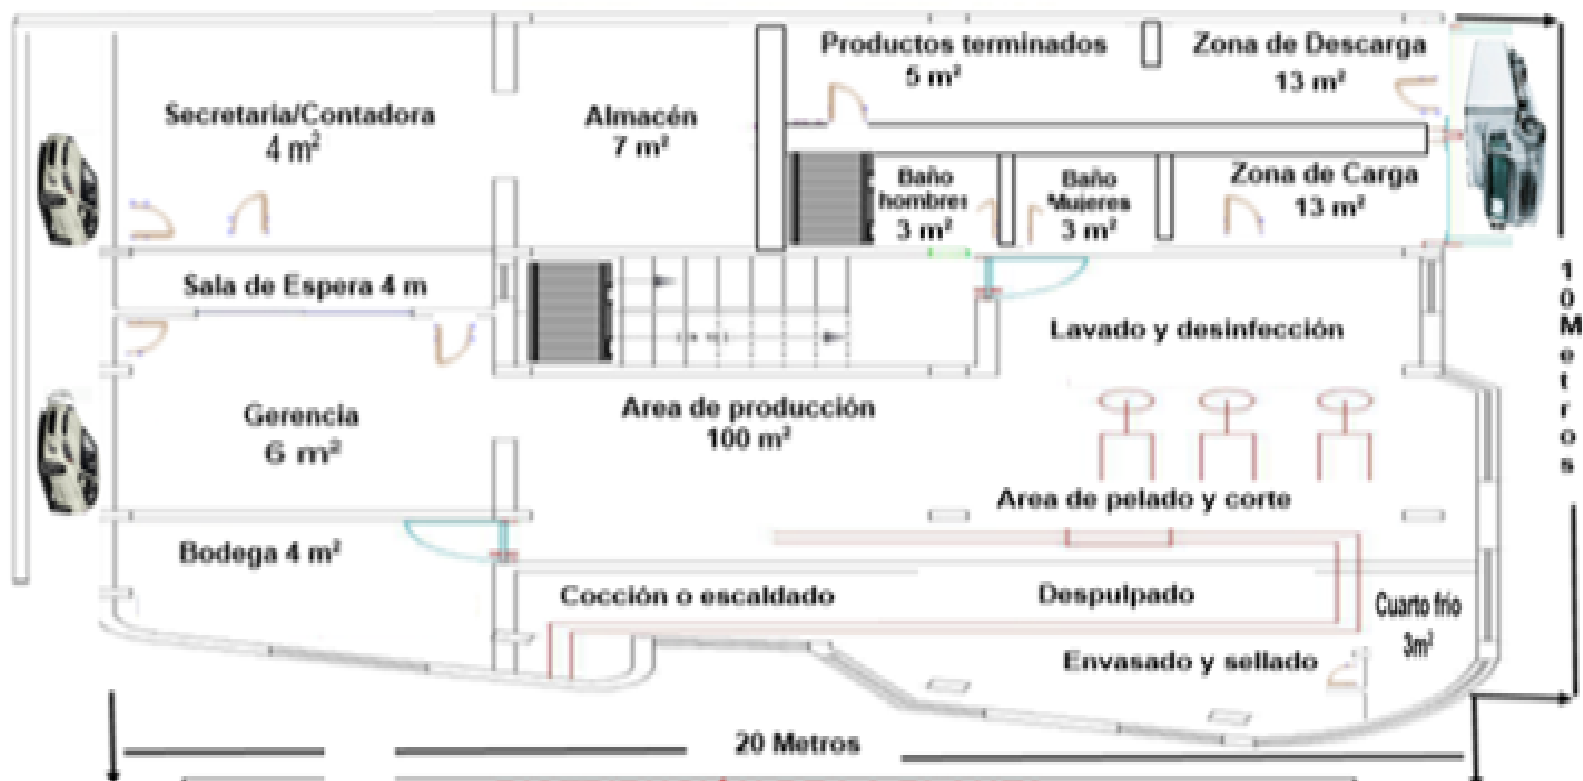 Productos terminados
5 m²
Zona de Descarga
13 m²
Secretaria/Contadora
4 m²
Almacén
7 m²
Baño
hombres
3 m²
Baño
Mujeres
3 m²
Zona de Carga
13 m²
Sala de Espera 4 m
Lavado y desinfección
10 Metros
Gerencia
6 m²
Area de producción
100 m²
Area de pelado y corte
Bodega 4 m²
Cocción o escaldado
Despulpado
Cuarto frío
3m²
Envasado y sellado
20 Metros